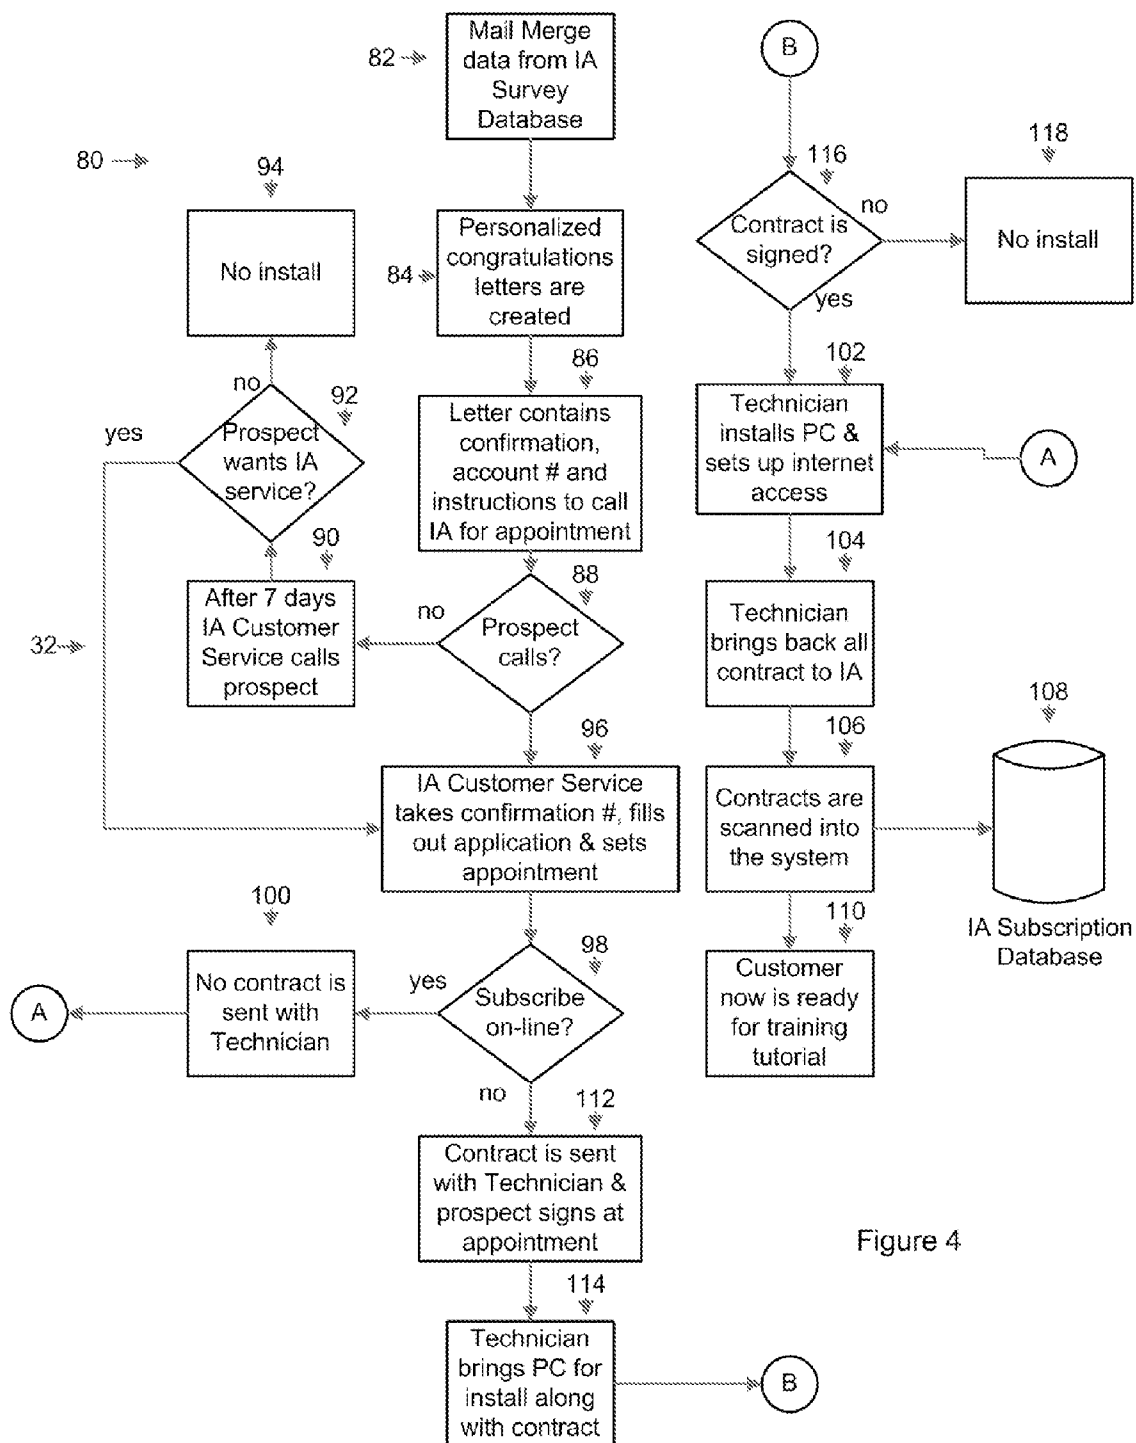 82
Mail Merge
data from IA
Survey
Database
80
84
Personalized
congratulations
letters are
created
94
No install
86
Letter contains
confirmation,
account # and
instructions to call
IA for appointment
no
92
Prospect
wants IA
service?
yes
90
After 7 days
IA Customer
Service calls
prospect
32
88
no
Prospect
calls?
96
IA Customer Service
takes confirmation #, fills
out application & sets
appointment
100
No contract is
sent with
Technician
A
98
yes
Subscribe
on-line?
no
112
Contract is sent
with Technician &
prospect signs at
appointment
114
Technician
brings PC for
install along
with contract
B
B
116
Contract is
signed?
no
118
No install
yes
102
Technician
installs PC &
sets up internet
access
A
104
Technician
brings back all
contract to IA
106
Contracts are
scanned into
the system
108
IA Subscription
Database
110
Customer
now is ready
for training
tutorial
Figure 4